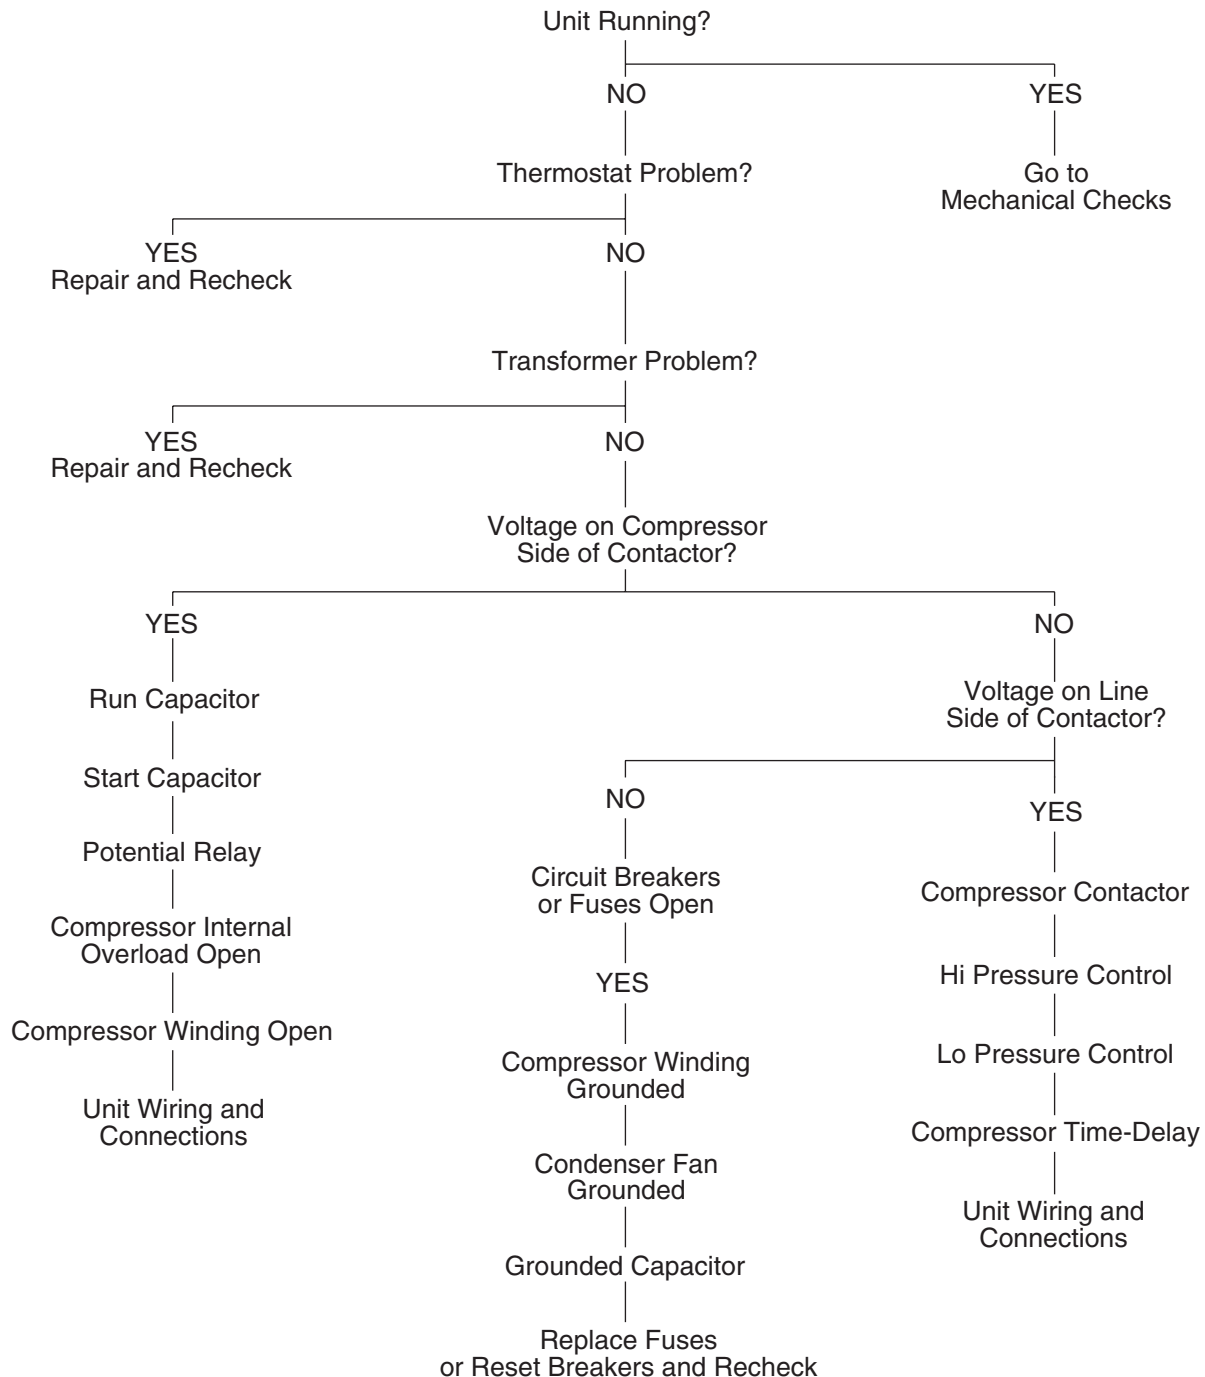 Unit Running?
NO
YES
Thermostat Problem?
Go to
Mechanical Checks
YES
Repair and Recheck
NO
Transformer Problem?
YES
Repair and Recheck
NO
Voltage on Compressor
Side of Contactor?
YES
Run Capacitor
Start Capacitor
Potential Relay
Compressor Internal
Overload Open
Compressor Winding Open
Unit Wiring and
Connections
NO
Voltage on Line
Side of Contactor?
NO
Circuit Breakers
or Fuses Open
YES
Compressor Winding
Grounded
Condenser Fan
Grounded
Grounded Capacitor
Replace Fuses
or Reset Breakers and Recheck
YES
Compressor Contactor
Hi Pressure Control
Lo Pressure Control
Compressor Time-Delay
Unit Wiring and
Connections